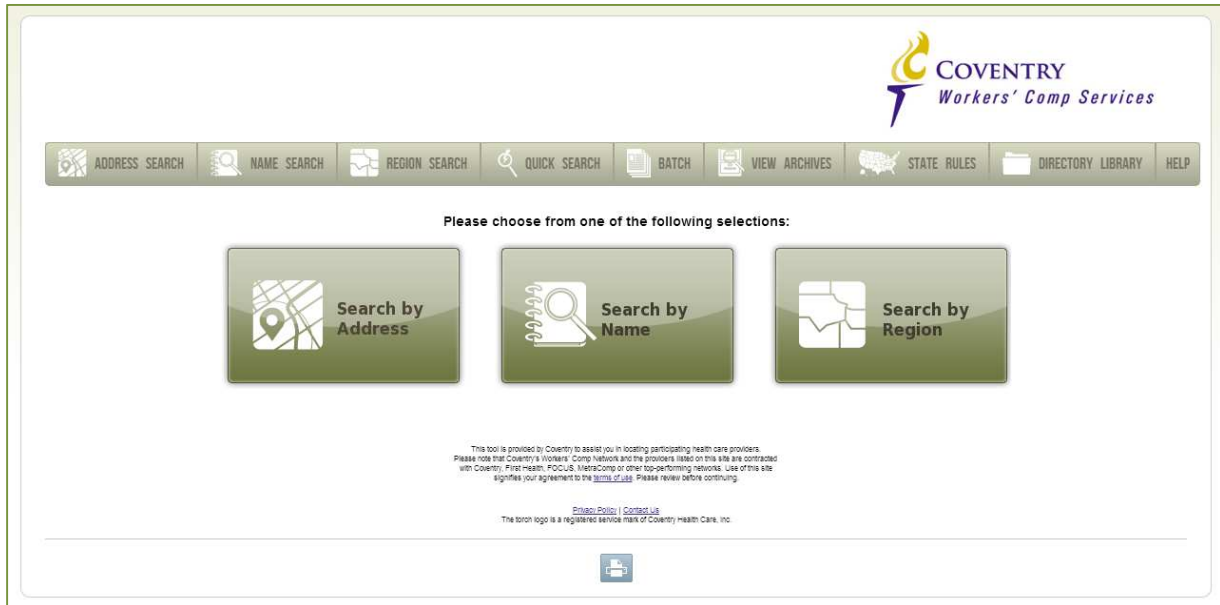 COVENTRY
Workers' Comp Services
ADDRESS SEARCH NAME SEARCH REGION SEARCH QUICK SEARCH BATCH VIEW ARCHIVES STATE RULES DIRECTORY LIBRARY HELP
Please choose from one of the following selections:
Search by
Address
Search by
Name
Search by
Region
This tool is provided by Coventry to assist you in locating participating health care providers.
Please note that Coventry's Workers' Comp Network and the providers listed on this site are contracted
with Coventry, First Health, FOCUS, MetraComp or other top-performing networks. Use of this site
signifies your agreement to the terms of use. Please review before continuing.
Privacy Policy | Contact Us
The torch logo is a registered service mark of Coventry Health Care, Inc.